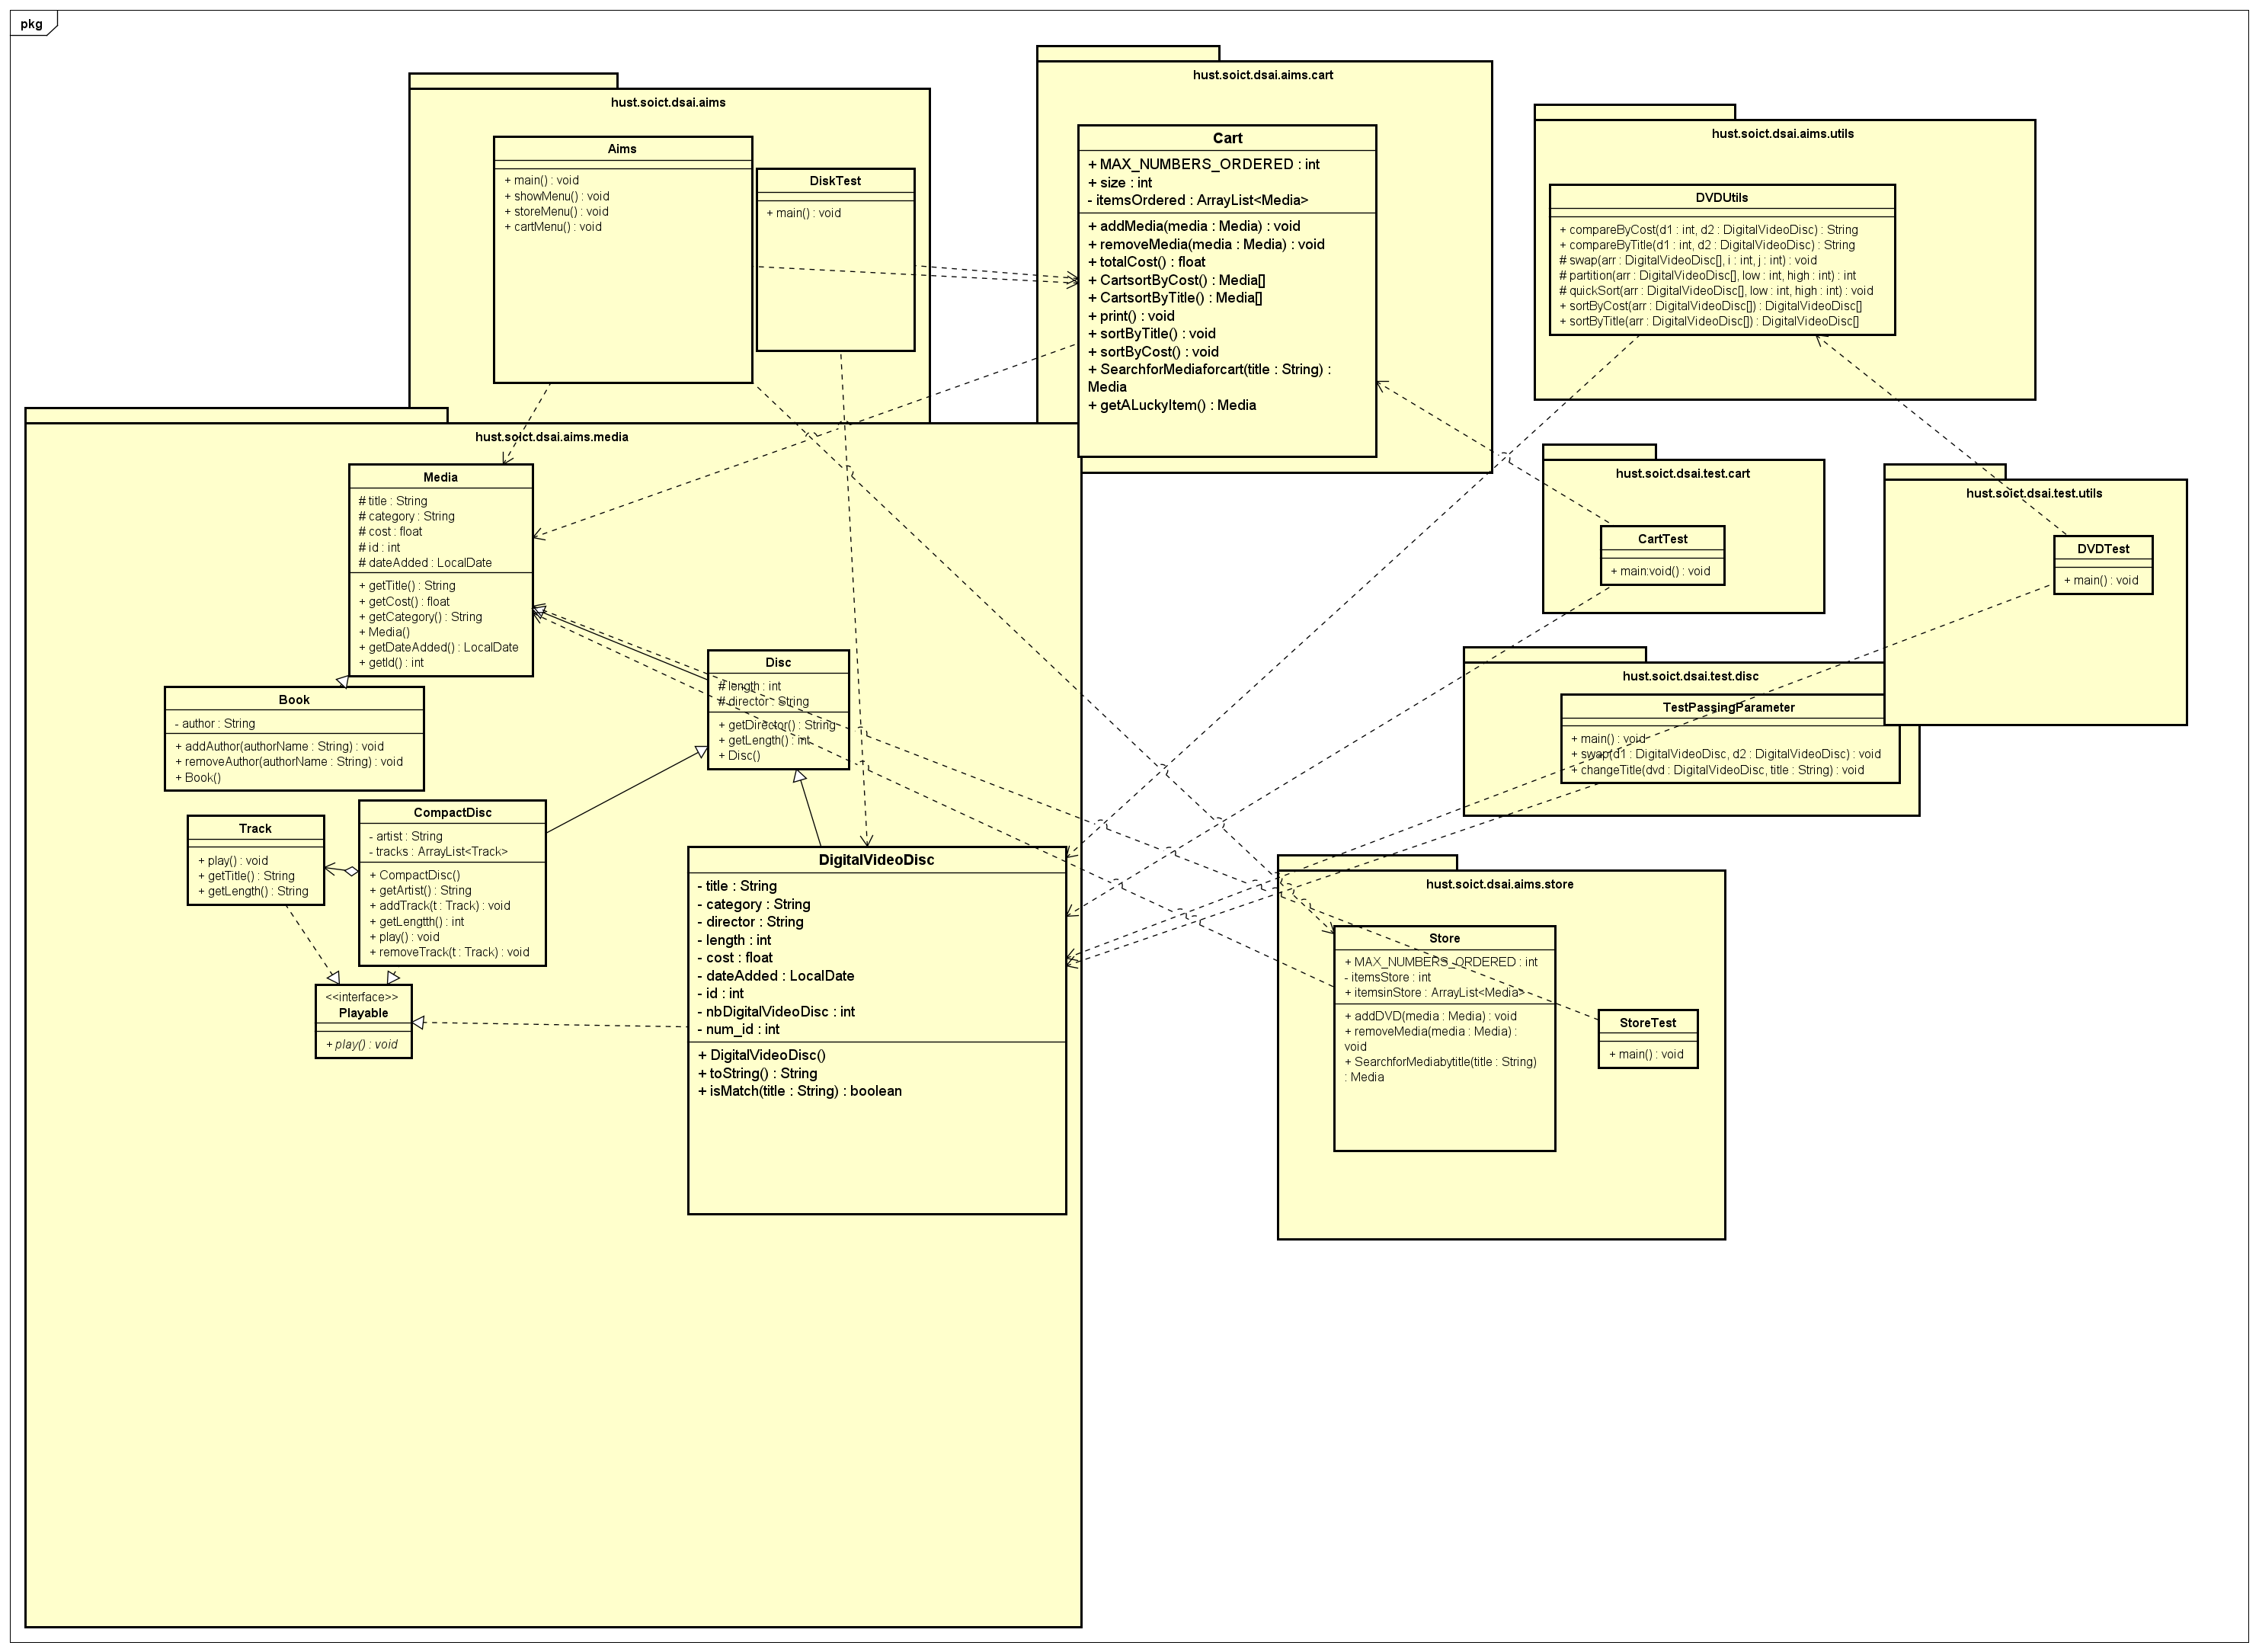 pkg
hust.soict.dsai.aims
Aims
+ main() : void
+ showMenu() : void
+ storeMenu() : void
+ cartMenu() : void
DiskTest
+ main() : void
hust.soict.dsai.aims.cart
Cart
+ MAX_NUMBERS_ORDERED : int
+ size : int
- itemsOrdered : ArrayList<Media>
+ addMedia(media : Media) : void
+ removeMedia(media : Media) : void
+ totalCost() : float
+ CartsortByCost() : Media[]
+ CartsortByTitle() : Media[]
+ print() : void
+ sortByTitle() : void
+ sortByCost() : void
+ SearchforMediaforcart(title : String) :
Media
+ getALuckyItem() : Media
hust.soict.dsai.aims.utils
DVDUtils
+ compareByCost(d1 : int, d2 : DigitalVideoDisc) : String
+ compareByTitle(d1 : int, d2 : DigitalVideoDisc) : String
# swap(arr : DigitalVideoDisc[], i : int, j : int) : void
# partition(arr : DigitalVideoDisc[], low : int, high : int) : int
# quickSort(arr : DigitalVideoDisc[], low : int, high : int) : void
+ sortByCost(arr : DigitalVideoDisc[]) : DigitalVideoDisc[]
+ sortByTitle(arr : DigitalVideoDisc[]) : DigitalVideoDisc[]
hust.soict.dsai.aims.media
Media
# title : String
# category : String
# cost : float
# id : int
# dateAdded : LocalDate
+ getTitle() : String
+ getCost() : float
+ getCategory() : String
+ Media()
+ getDateAdded() : LocalDate
+ getId() : int
Book
- author : String
+ addAuthor(authorName : String) : void
+ removeAuthor(authorName : String) : void
+ Book()
Disc
# length : int
# director : String
+ getDirector() : String
+ getLength() : int
+ Disc()
Track
+ play() : void
+ getTitle() : String
+ getLength() : String
CompactDisc
- artist : String
- tracks : ArrayList<Track>
+ CompactDisc()
+ getArtist() : String
+ addTrack(t : Track) : void
+ getLengtth() : int
+ play() : void
+ removeTrack(t : Track) : void
<<interface>>
Playable
+ play() : void
DigitalVideoDisc
- title : String
- category : String
- director : String
- length : int
- cost : float
- dateAdded : LocalDate
- id : int
- nbDigitalVideoDisc : int
- num_id : int
+ DigitalVideoDisc()
+ toString() : String
+ isMatch(title : String) : boolean
hust.soict.dsai.test.cart
CartTest
+ main:void() : void
hust.soict.dsai.test.utils
DVDTest
+ main() : void
hust.soict.dsai.test.disc
TestPassingParameter
+ main() : void
+ swap(d1 : DigitalVideoDisc, d2 : DigitalVideoDisc) : void
+ changeTitle(dvd : DigitalVideoDisc, title : String) : void
hust.soict.dsai.aims.store
Store
+ MAX_NUMBERS_ORDERED : int
- itemsStore : int
+ itemsinStore : ArrayList<Media>
+ addDVD(media : Media) : void
+ removeMedia(media : Media) :
void
+ SearchforMediabytitle(title : String)
: Media
StoreTest
+ main() : void